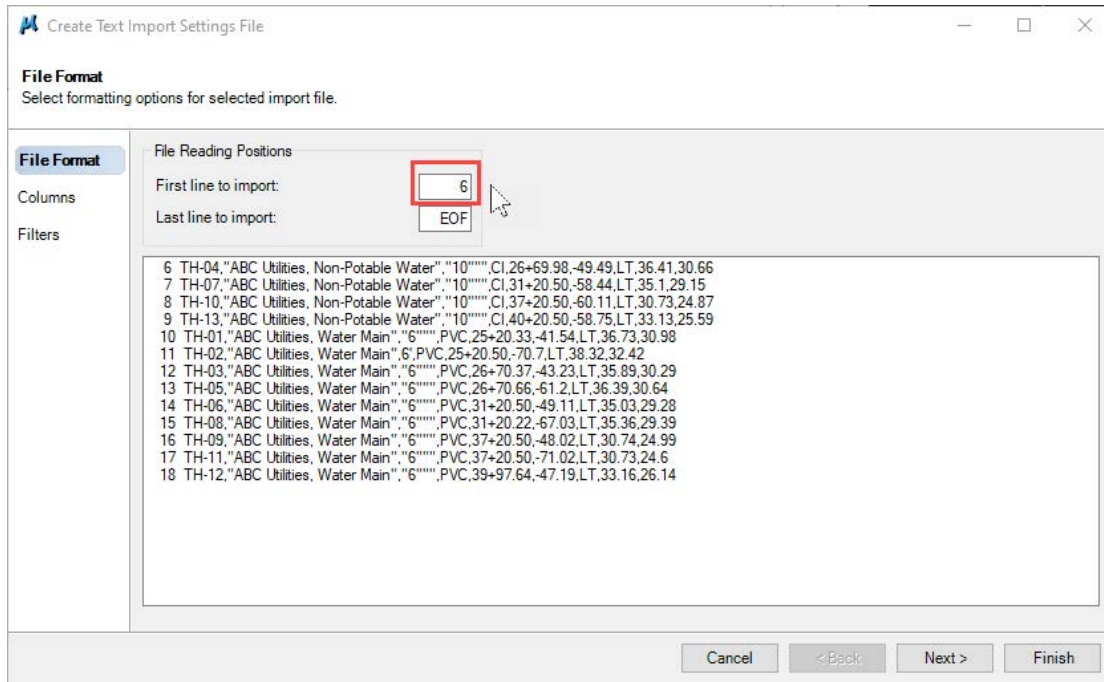 Create Text Import Settings File
File Format
Select formatting options for selected import file.
File Format
Columns
Filters
File Reading Positions
First line to import: 6
Last line to import: EOF
6 TH-04,"ABC Utilities, Non-Potable Water","10""",CI,26+69.98,-49.49,LT,36.41,30.66
7 TH-07,"ABC Utilities, Non-Potable Water","10""",CI,31+20.50,-58.44,LT,35.1,29.15
8 TH-10,"ABC Utilities, Non-Potable Water","10""",CI,37+20.50,-60.11,LT,30.73,24.87
9 TH-13,"ABC Utilities, Non-Potable Water","10""",CI,40+20.50,-58.75,LT,33.13,25.59
10 TH-01,"ABC Utilities, Water Main","6""",PVC,25+20.33,-41.54,LT,36.73,30.98
11 TH-02,"ABC Utilities, Water Main",6',PVC,25+20.50,-70.7,LT,38.32,32.42
12 TH-03,"ABC Utilities, Water Main","6""",PVC,26+70.37,-43.23,LT,35.89,30.29
13 TH-05,"ABC Utilities, Water Main","6""",PVC,26+70.66,-61.2,LT,36.39,30.64
14 TH-06,"ABC Utilities, Water Main","6""",PVC,31+20.50,-49.11,LT,35.03,29.28
15 TH-08,"ABC Utilities, Water Main","6""",PVC,31+20.22,-67.03,LT,35.36,29.39
16 TH-09,"ABC Utilities, Water Main","6""",PVC,37+20.50,-48.02,LT,30.74,24.99
17 TH-11,"ABC Utilities, Water Main","6""",PVC,37+20.50,-71.02,LT,30.73,24.6
18 TH-12,"ABC Utilities, Water Main","6""",PVC,39+97.64,-47.19,LT,33.16,26.14
Cancel < Back Next > Finish